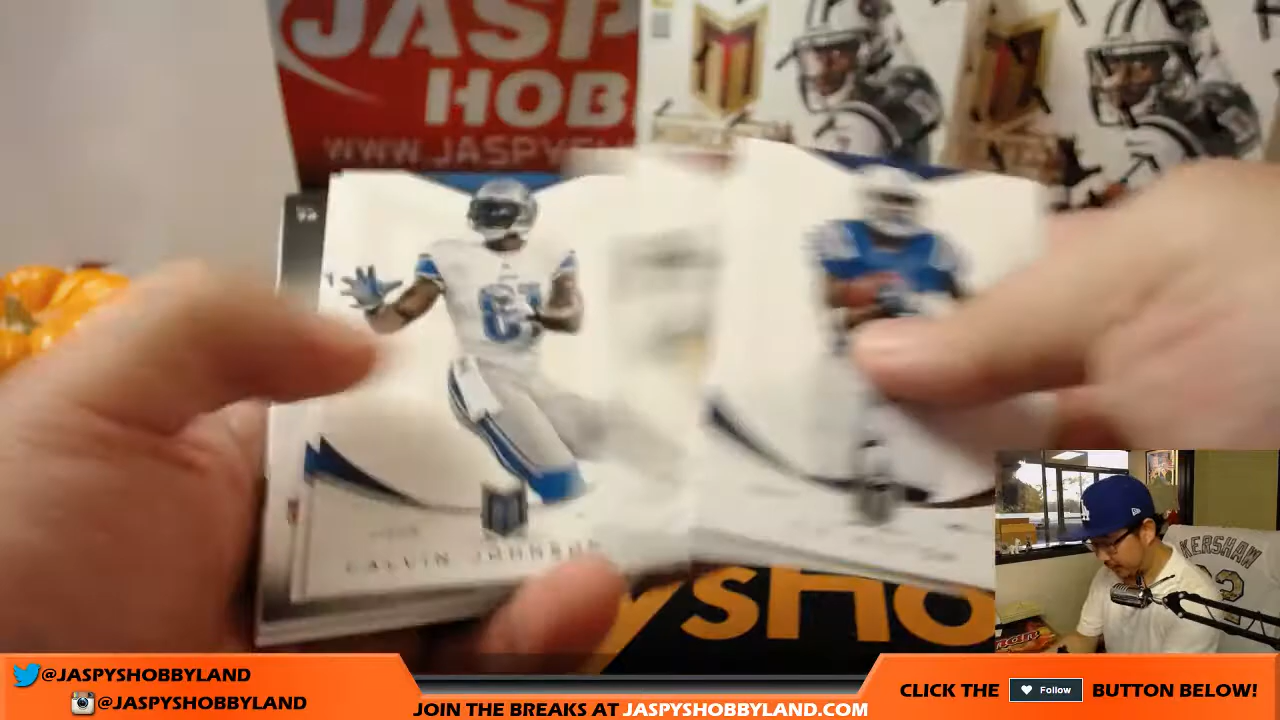 JASP
HOB
WWW.JASPY
81
CALVIN JOHNSON
YSHO
KERSHAW
@JASPYSHOBBYLAND
@JASPYSHOBBYLAND
JOIN THE BREAKS AT JASPYSHOBBYLAND.COM
CLICK THE Follow BUTTON BELOW!